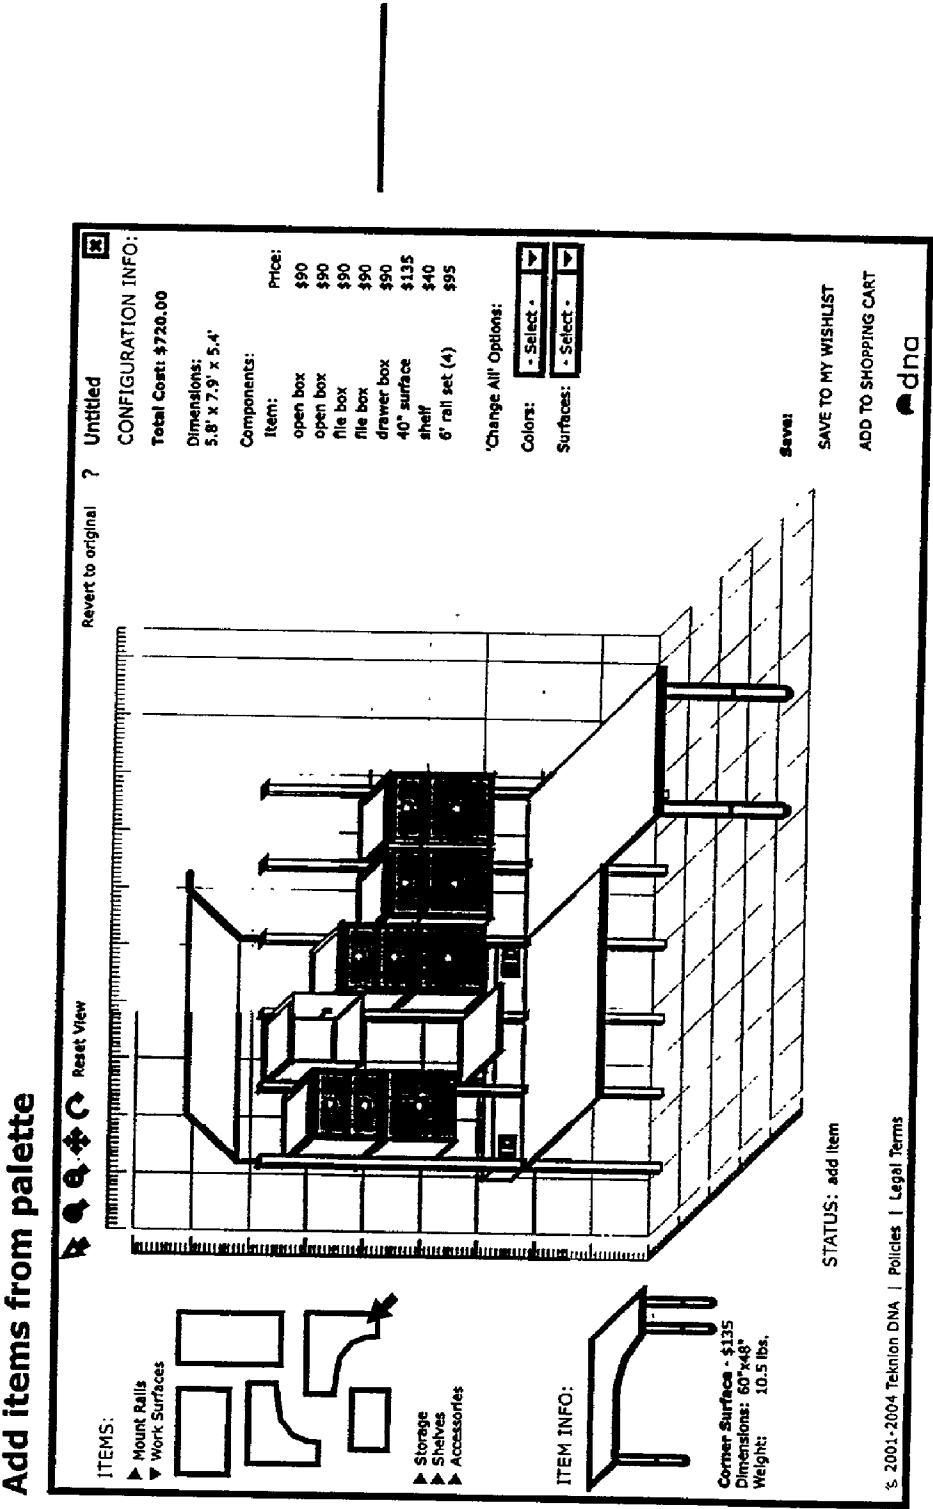 Add items from palette
Reset View
Revert to original
?
Untitled
ITEMS:
Mount Rails
Work Surfaces
Storage
Shelves
Accessories
ITEM INFO:
Corner Surface - $135
Dimensions: 60"x48"
Weight: 10.5 lbs.
STATUS: add item
CONFIGURATION INFO:
Total Cost: $720.00
Dimensions:
5.8' x 7.9' x 5.4'
Components:
Item: Price:
open box $90
open box $90
file box $90
file box $90
drawer box $90
40" surface $135
shelf $40
6' rail set (4) $95
'Change All' Options:
Colors: - Select -
Surfaces: - Select -
Save:
SAVE TO MY WISHLIST
ADD TO SHOPPING CART
dna
's 2001-2004 Teknion DNA | Policies | Legal Terms